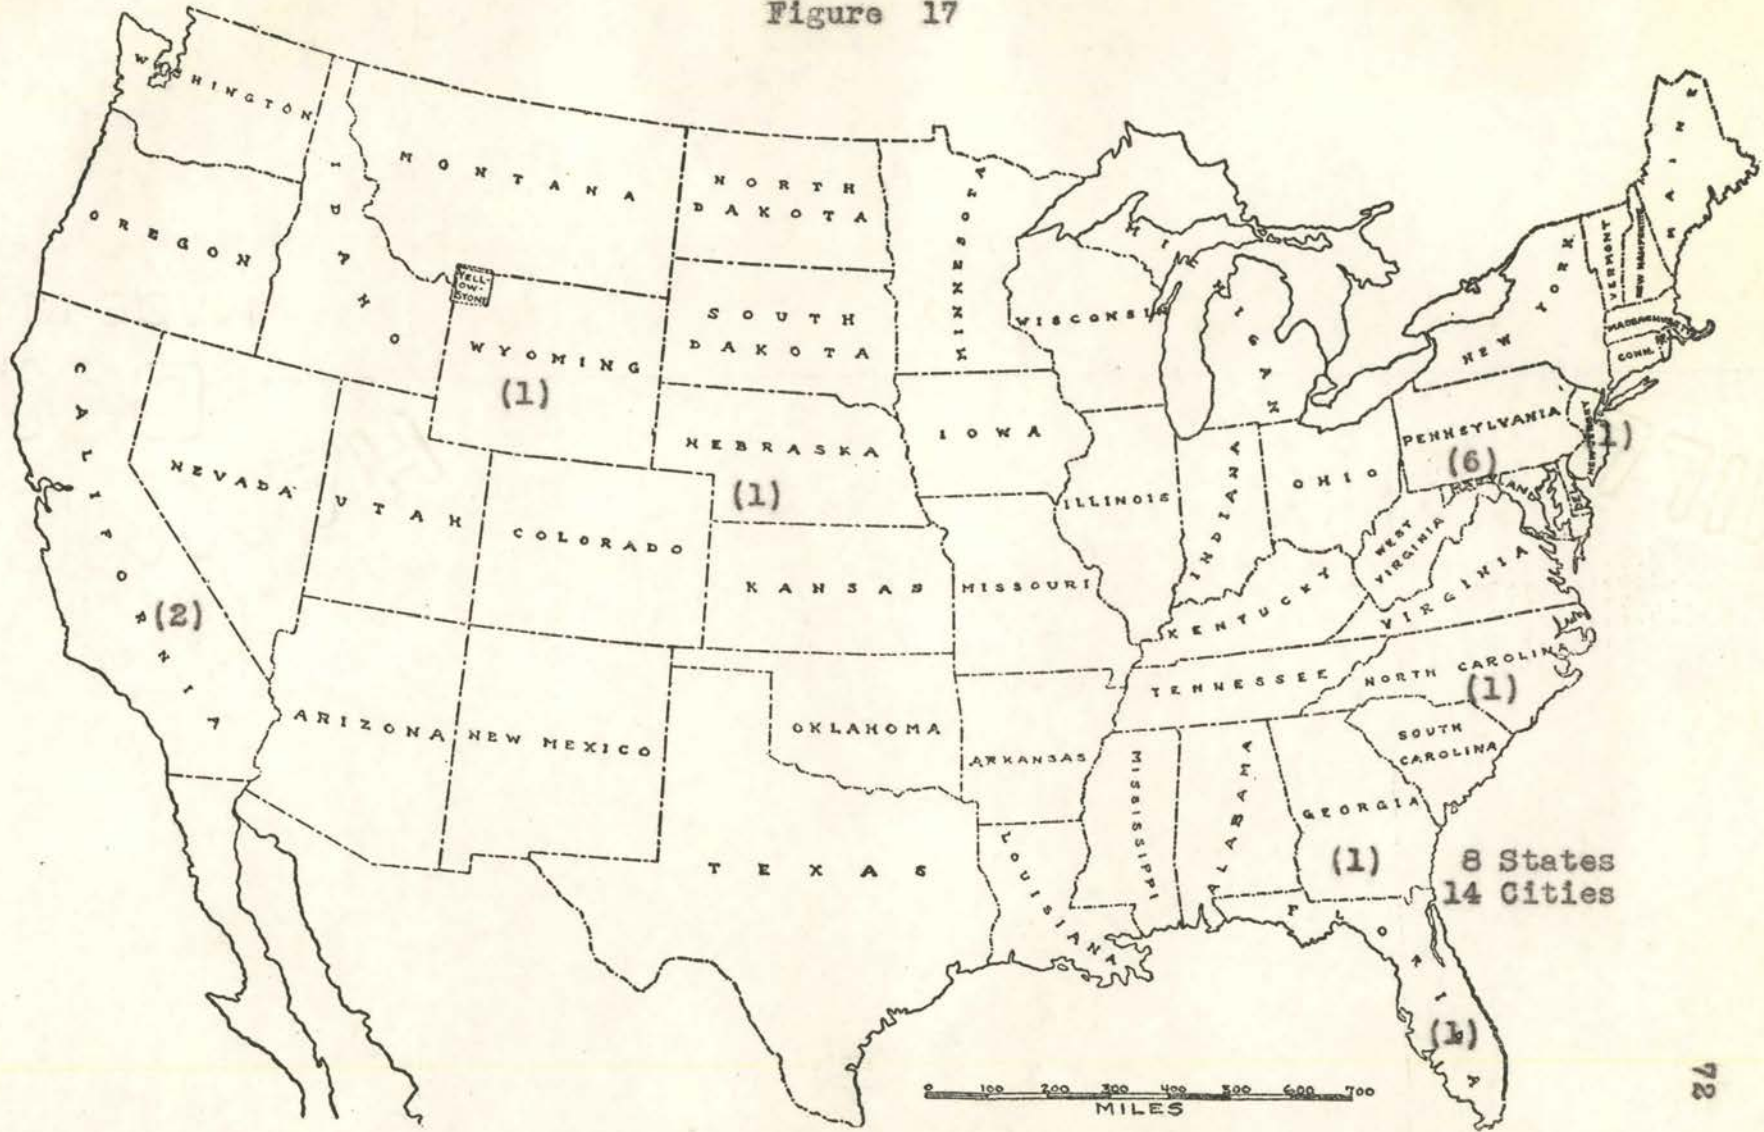 Figure 17
WASHINGTON
OREGON
IDAHO
MONTANA
NORTH
DAKOTA
MINNESOTA
YELL-
OW-
STONE
WYOMING
(1)
SOUTH
DAKOTA
WISCONSIN
MICHIGAN
MAINE
VERMONT
NEW HAMPSHIRE
NEW YORK
MASSACHUSETTS
CONN.
CALIFORNIA
(2)
NEVADA
UTAH
COLORADO
NEBRASKA
(1)
IOWA
ILLINOIS
INDIANA
OHIO
PENNSYLVANIA
(6)
NEW JERSEY
(1)
MARYLAND
DEL.
WEST
VIRGINIA
VIRGINIA
KANSAS
MISSOURI
KENTUCKY
TENNESSEE
NORTH CAROLINA
(1)
SOUTH
CAROLINA
ARIZONA
NEW MEXICO
OKLAHOMA
ARKANSAS
MISSISSIPPI
ALABAMA
GEORGIA
(1)
8 States
14 Cities
TEXAS
LOUISIANA
FLORIDA
(1)
0 100 200 300 400 500 600 700
MILES
72